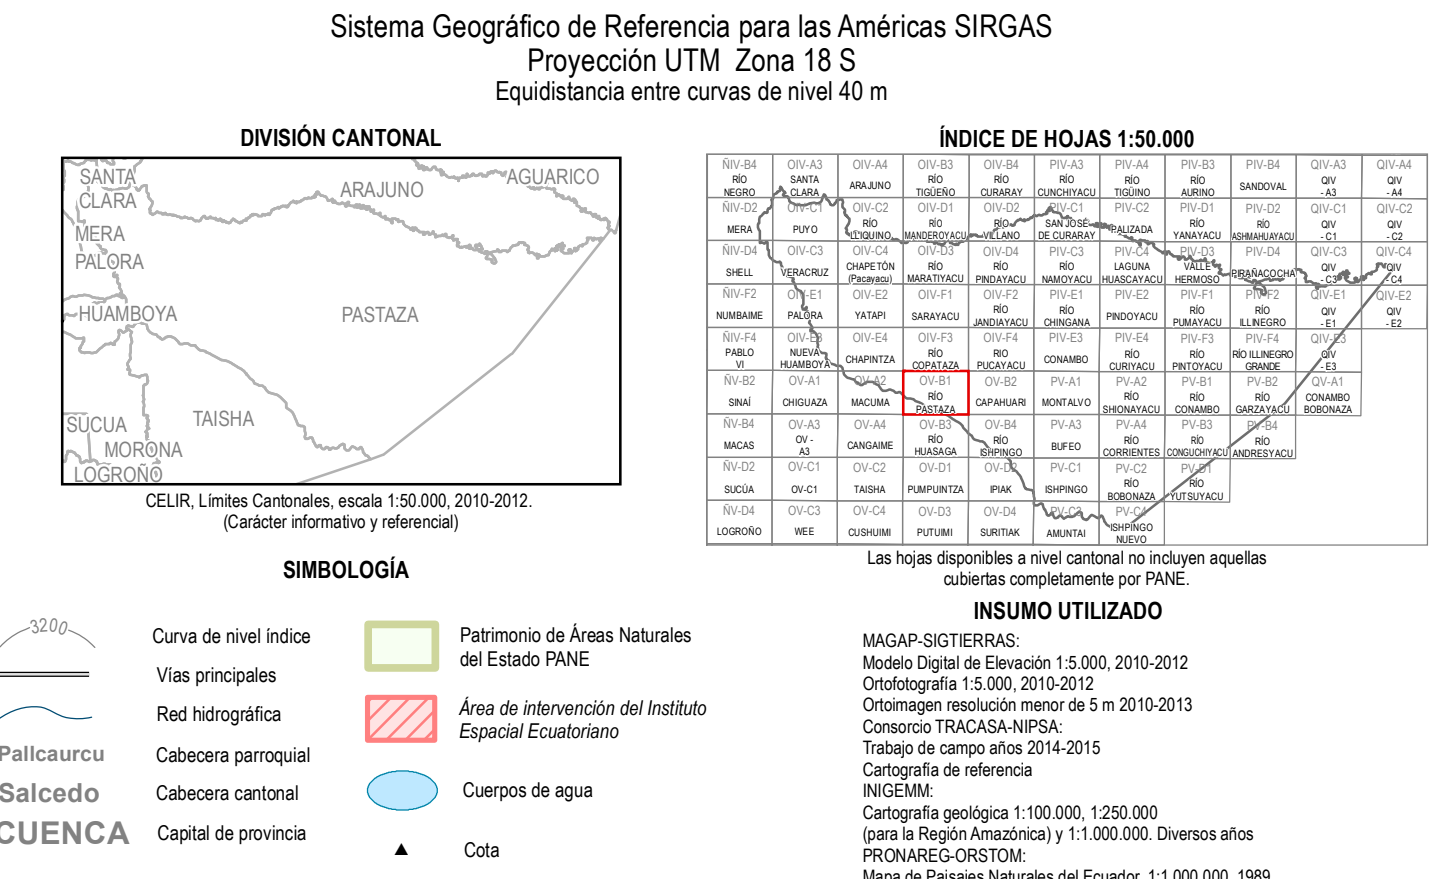 Sistema Geográfico de Referencia para las Américas SIRGAS
Proyección UTM Zona 18 S
Equidistancia entre curvas de nivel 40 m
DIVISIÓN CANTONAL
SANTA
CLARA
ARAJUNO
AGUARICO
MERA
PALORA
HUAMBOYA
PASTAZA
TAISHA
SUCUA
MORONA
LOGROÑO
CELIR, Límites Cantonales, escala 1:50.000, 2010-2012.
(Carácter informativo y referencial)
ÍNDICE DE HOJAS 1:50.000
ÑIV-B4 OIV-A3 OIV-A4 OIV-B3 OIV-B4 PIV-A3 PIV-A4 PIV-B3 PIV-B4 QIV-A3 QIV-A4
RÍO SANTA RÍO RÍO RÍO RÍO RÍO QIV QIV
NEGRO CLARA ARAJUNO TIGÜEÑO CURARAY CUNCHIYACU TIGÜINO AURINO SANDOVAL - A3 - A4
ÑIV-D2 OIV-C1 OIV-C2 OIV-D1 OIV-D2 PIV-C1 PIV-C2 PIV-D1 PIV-D2 QIV-C1 QIV-C2
RÍO RÍO RÍO SAN JOSÉ RÍO RÍO QIV QIV
MERA PUYO LLIQUINO MANDEROYACU VILLANO DE CURARAY PALIZADA YANAYACU ASHMAHUAYACU - C1 - C2
ÑIV-D4 OIV-C3 OIV-C4 OIV-D3 OIV-D4 PIV-C3 PIV-C4 PIV-D3 PIV-D4 QIV-C3 QIV-C4
CHAPETÓN RÍO RÍO RÍO LAGUNA VALLE QIV QIV
SHELL VERACRUZ (Pacayacu) MARATIYACU PINDAYACU NAMOYACU HUASCAYACU HERMOSO PIRAÑACOCHA - C3 - C4
ÑIV-F2 OIV-E1 OIV-E2 OIV-F1 OIV-F2 PIV-E1 PIV-E2 PIV-F1 PIV-F2 QIV-E1 QIV-E2
RÍO RÍO RÍO RÍO QIV QIV
NUMBAIME PALORA YATAPI SARAYACU JANDIAYACU CHINGANA PINDOYACU PUMAYACU ILLINEGRO - E1 - E2
ÑIV-F4 OIV-E3 OIV-E4 OIV-F3 OIV-F4 PIV-E3 PIV-E4 PIV-F3 PIV-F4 QIV-E3
PABLO NUEVA RÍO RIO RÍO RÍO RÍO ILLINEGRO QIV
VI HUAMBOYA CHAPINTZA COPATAZA PUCAYACU CONAMBO CURIYACU PINTOYACU GRANDE - E3
ÑV-B2 OV-A1 OV-A2 OV-B1 OV-B2 PV-A1 PV-A2 PV-B1 PV-B2 QV-A1
RÍO RÍO RÍO RÍO CONAMBO
SINAÍ CHIGUAZA MACUMA PASTAZA CAPAHUARI MONTALVO SHIONAYACU CONAMBO GARZAYACU BOBONAZA
ÑV-B4 OV-A3 OV-A4 OV-B3 OV-B4 PV-A3 PV-A4 PV-B3 PV-B4
OV - RÍO RÍO RÍO RÍO RÍO
MACAS A3 CANGAIME HUASAGA ISHPINGO BUFEO CORRIENTES CONGUCHIYACU ANDRESYACU
ÑV-D2 OV-C1 OV-C2 OV-D1 OV-D2 PV-C1 PV-C2 PV-D1
RÍO RÍO
SUCÚA OV-C1 TAISHA PUMPUINTZA IPIAK ISHPINGO BOBONAZA YUTSUYACU
ÑV-D4 OV-C3 OV-C4 OV-D3 OV-D4 PV-C3 PV-C4
ISHPINGO
LOGROÑO WEE CUSHUIMI PUTUIMI SURITIAK AMUNTAI NUEVO
Las hojas disponibles a nivel cantonal no incluyen aquellas
cubiertas completamente por PANE.
SIMBOLOGÍA
3200
Curva de nivel índice
Vías principales
Red hidrográfica
Pallcaurcu Cabecera parroquial
Salcedo Cabecera cantonal
CUENCA Capital de provincia
Patrimonio de Áreas Naturales
del Estado PANE
Área de intervención del Instituto
Espacial Ecuatoriano
Cuerpos de agua
Cota
INSUMO UTILIZADO
MAGAP-SIGTIERRAS:
Modelo Digital de Elevación 1:5.000, 2010-2012
Ortofotografía 1:5.000, 2010-2012
Ortoimagen resolución menor de 5 m 2010-2013
Consorcio TRACASA-NIPSA:
Trabajo de campo años 2014-2015
Cartografía de referencia
INIGEMM:
Cartografía geológica 1:100.000, 1:250.000
(para la Región Amazónica) y 1:1.000.000. Diversos años
PRONAREG-ORSTOM:
Mapa de Paisajes Naturales del Ecuador, 1:1.000.000, 1989